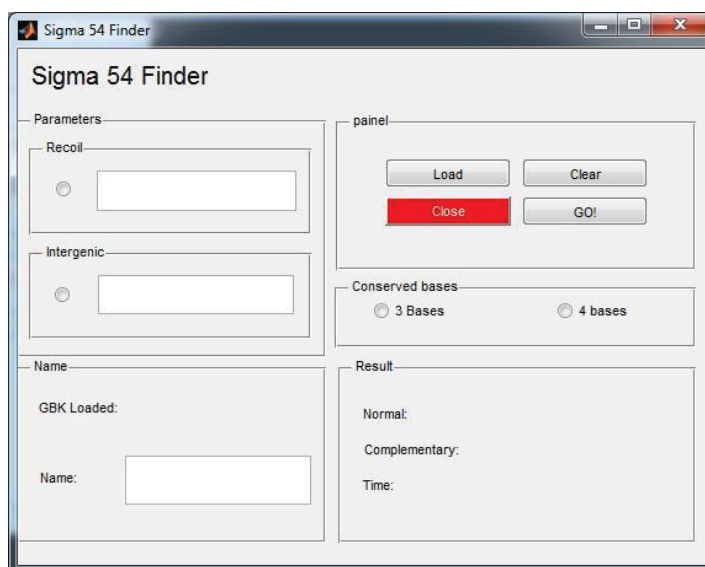 Sigma 54 Finder
Sigma 54 Finder
Parameters
Recoil
Intergenic
painel
Load
Clear
Close
GO!
Conserved bases
3 Bases
4 bases
Name
GBK Loaded:
Name:
Result
Normal:
Complementary:
Time: